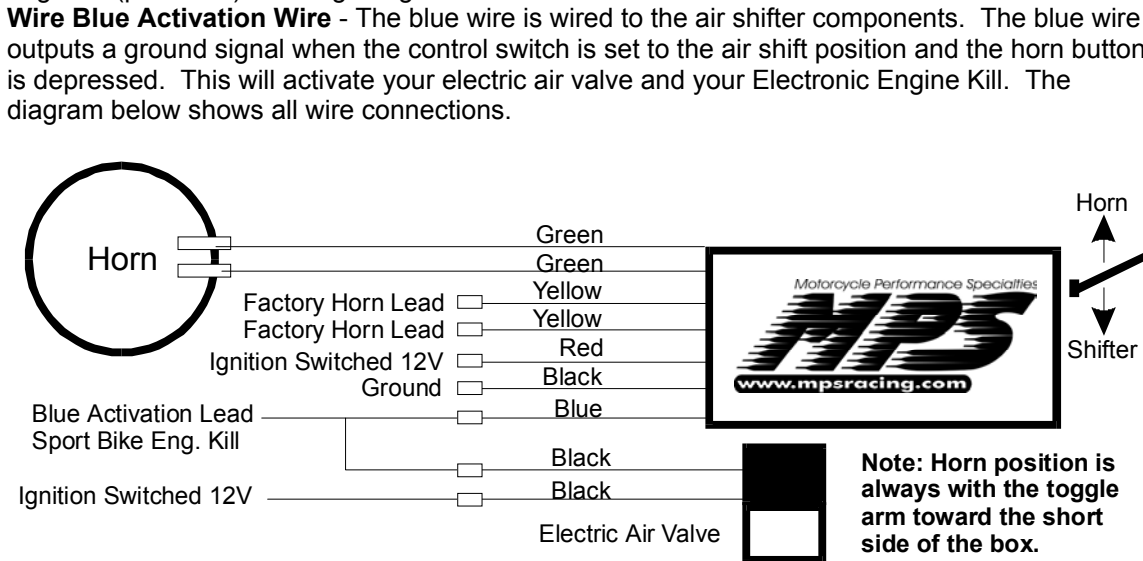 Wire Blue Activation Wire - The blue wire is wired to the air shifter components. The blue wire
outputs a ground signal when the control switch is set to the air shift position and the horn button
is depressed. This will activate your electric air valve and your Electronic Engine Kill. The
diagram below shows all wire connections.
Horn
Green
Green
Factory Horn Lead Yellow
Factory Horn Lead Yellow
Ignition Switched 12V Red
Ground Black
Blue Activation Lead Blue
Sport Bike Eng. Kill
Black
Ignition Switched 12V Black
Electric Air Valve
Motorcycle Performance Specialties
MPS
www.mpsracing.com
Horn
Shifter
Note: Horn position is
always with the toggle
arm toward the short
side of the box.